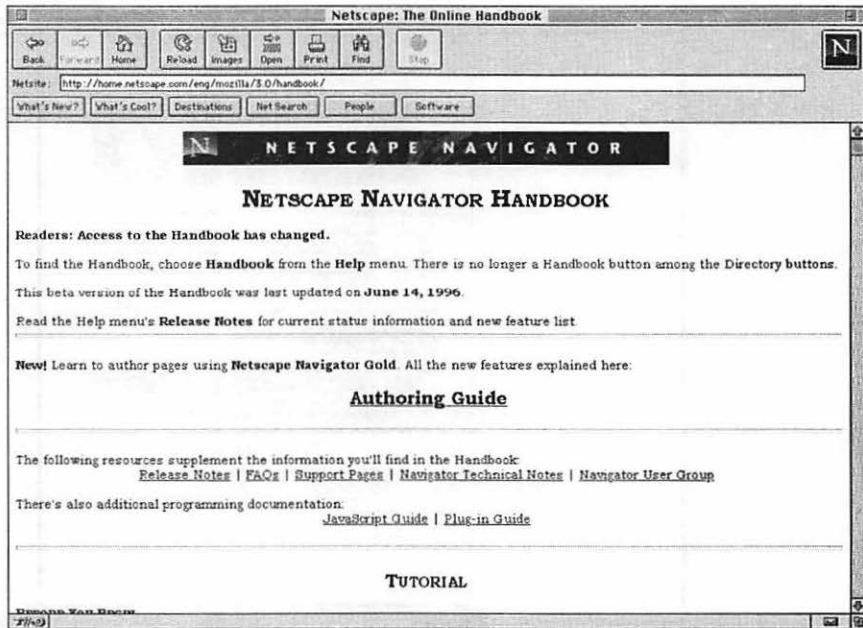 Netscape: The Online Handbook
Back Forward Home Reload Images Open Print Find Stop
N
Netsite: http://home.netscape.com/eng/mozilla/3.0/handbook/
What's New? What's Cool? Destinations Net Search People Software
N NETSCAPE NAVIGATOR
NETSCAPE NAVIGATOR HANDBOOK
Readers: Access to the Handbook has changed.
To find the Handbook, choose Handbook from the Help menu. There is no longer a Handbook button among the Directory buttons.
This beta version of the Handbook was last updated on June 14, 1996.
Read the Help menu's Release Notes for current status information and new feature list.
New! Learn to author pages using Netscape Navigator Gold. All the new features explained here:
Authoring Guide
The following resources supplement the information you'll find in the Handbook:
Release Notes | FAQs | Support Pages | Navigator Technical Notes | Navigator User Group
There's also additional programming documentation:
JavaScript Guide | Plug-in Guide
TUTORIAL